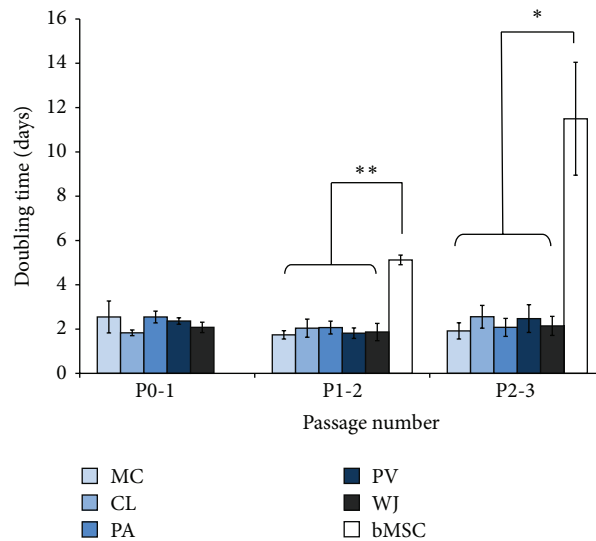 16
14
12
10
8
6
4
2
0
Doubling time (days)
*
**
P0-1
P1-2
P2-3
Passage number
MC
CL
PA
PV
WJ
bMSC